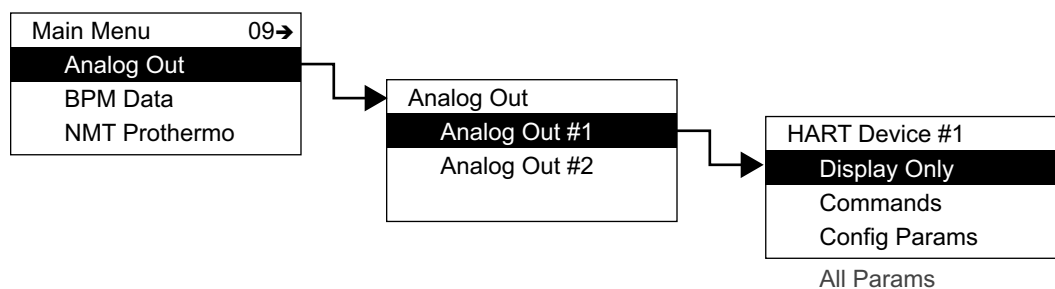 Main Menu 09➔
Analog Out
BPM Data
NMT Prothermo
Analog Out
Analog Out #1
Analog Out #2
HART Device #1
Display Only
Commands
Config Params
All Params